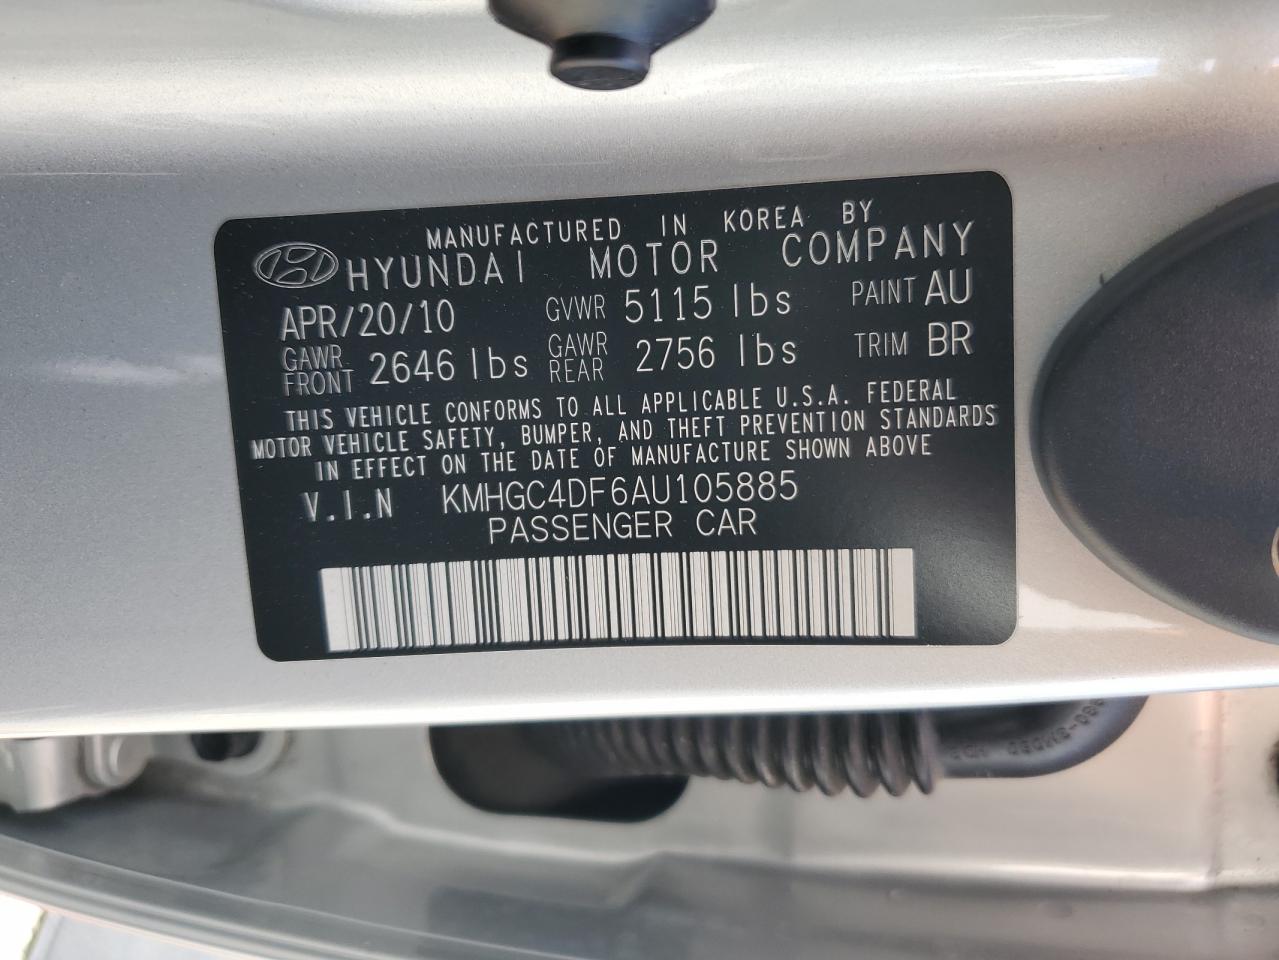 MANUFACTURED IN KOREA BY
HYUNDAI MOTOR COMPANY
APR/20/10 GVWR 5115 lbs PAINT AU
GAWR FRONT 2646 lbs GAWR REAR 2756 lbs TRIM BR
THIS VEHICLE CONFORMS TO ALL APPLICABLE U.S.A. FEDERAL
MOTOR VEHICLE SAFETY, BUMPER, AND THEFT PREVENTION STANDARDS
IN EFFECT ON THE DATE OF MANUFACTURE SHOWN ABOVE
V.I.N KMHGC4DF6AU105885
PASSENGER CAR